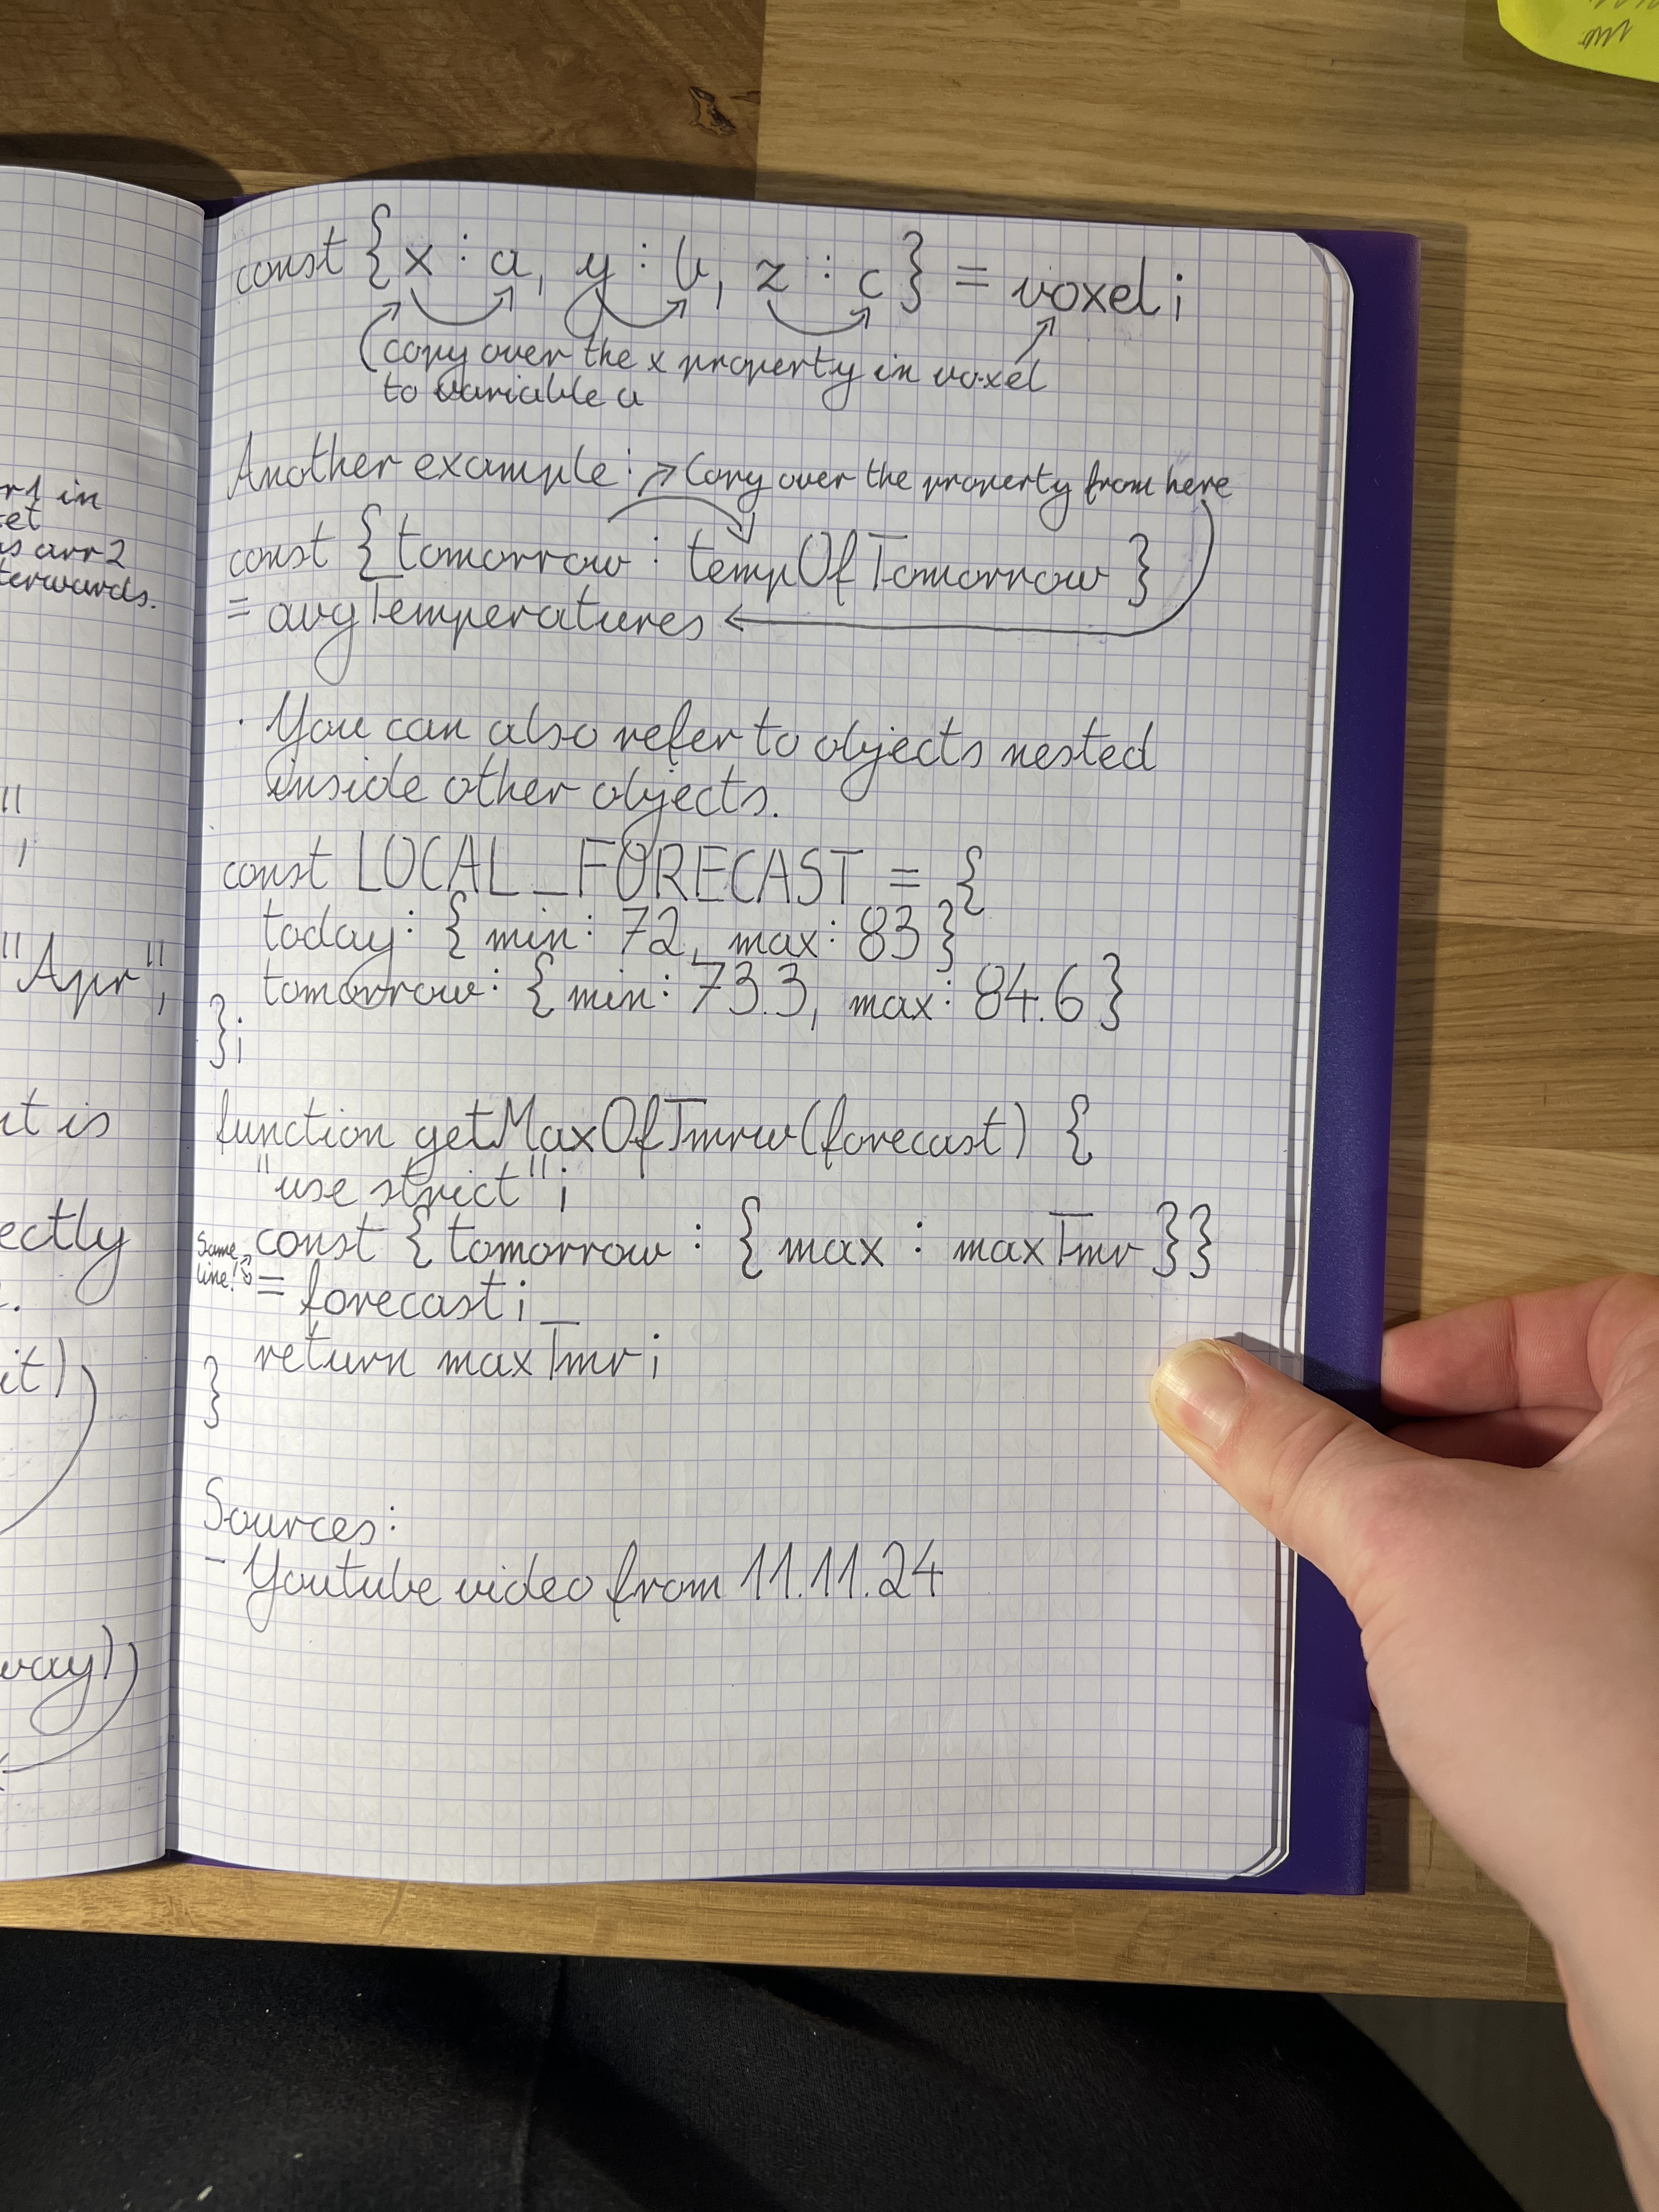 r1 in
et
s arr2
terwards.
"
;
"Apr";
t is
ectly
.
it)
way)
const {x : a, y : b, z : c} = voxel;
copy over the x property in voxel
to variable a
Another example: Copy over the property from here
const {tomorrow : tempOfTomorrow }
= avgTemperatures
· You can also refer to objects nested
inside other objects.
const LOCAL_FORECAST = {
today: { min: 72, max: 83 }
tomorrow: { min: 73.3, max: 84.6 }
};
function getMaxOfTmrw(forecast) {
"use strict";
const { tomorrow : { max : maxTmr }}
Same
line!
= forecast;
return maxTmr;
}
Sources:
- Youtube video from 11.11.24